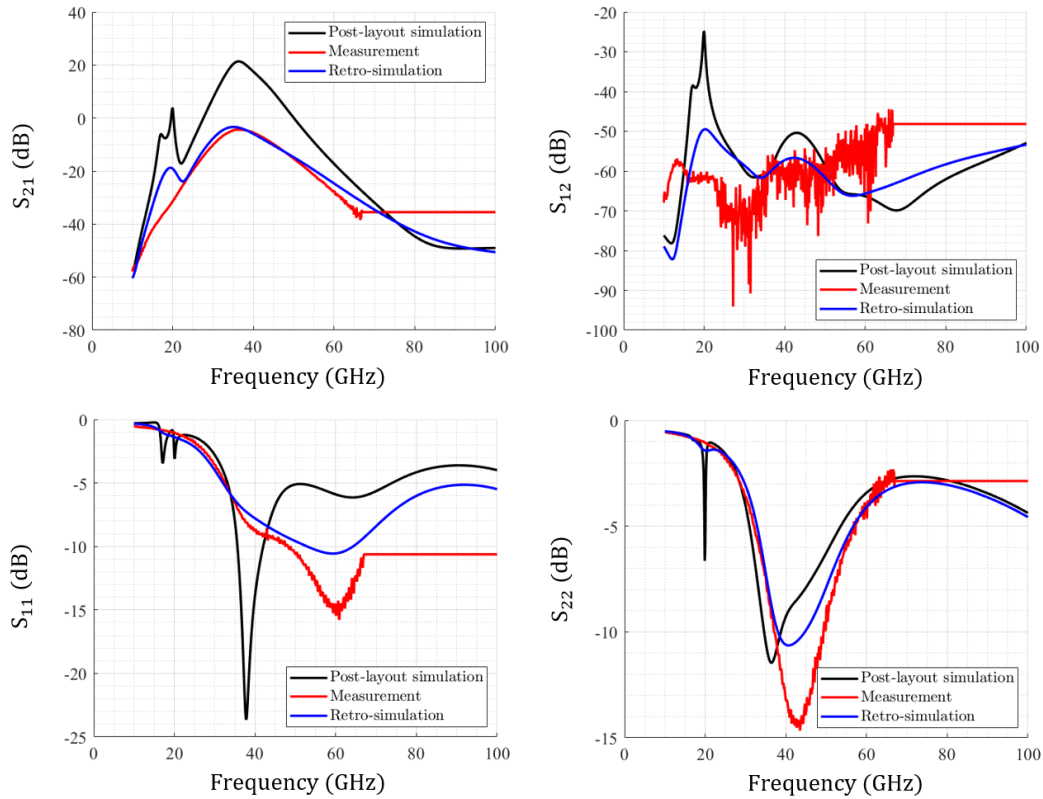 40
20
0
-20
-40
-60
-80
0
20
40
60
80
100
S21 (dB)
Frequency (GHz)
Post-layout simulation
Measurement
Retro-simulation
-20
-30
-40
-50
-60
-70
-80
-90
-100
0
20
40
60
80
100
S12 (dB)
Frequency (GHz)
Post-layout simulation
Measurement
Retro-simulation
0
-5
-10
-15
-20
-25
0
20
40
60
80
100
S11 (dB)
Frequency (GHz)
Post-layout simulation
Measurement
Retro-simulation
0
-5
-10
-15
0
20
40
60
80
100
S22 (dB)
Frequency (GHz)
Post-layout simulation
Measurement
Retro-simulation